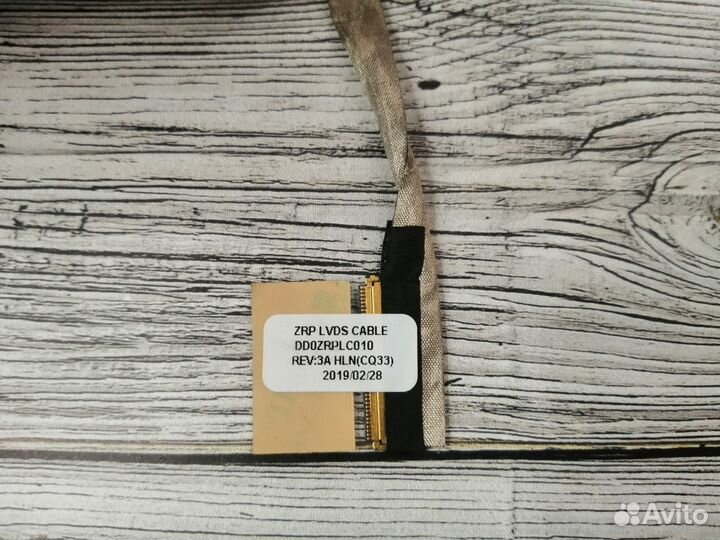 ZRP LVDS CABLE
DD0ZRPLC010
REV:3A HLN(CQ33)
2019/02/28
Avito